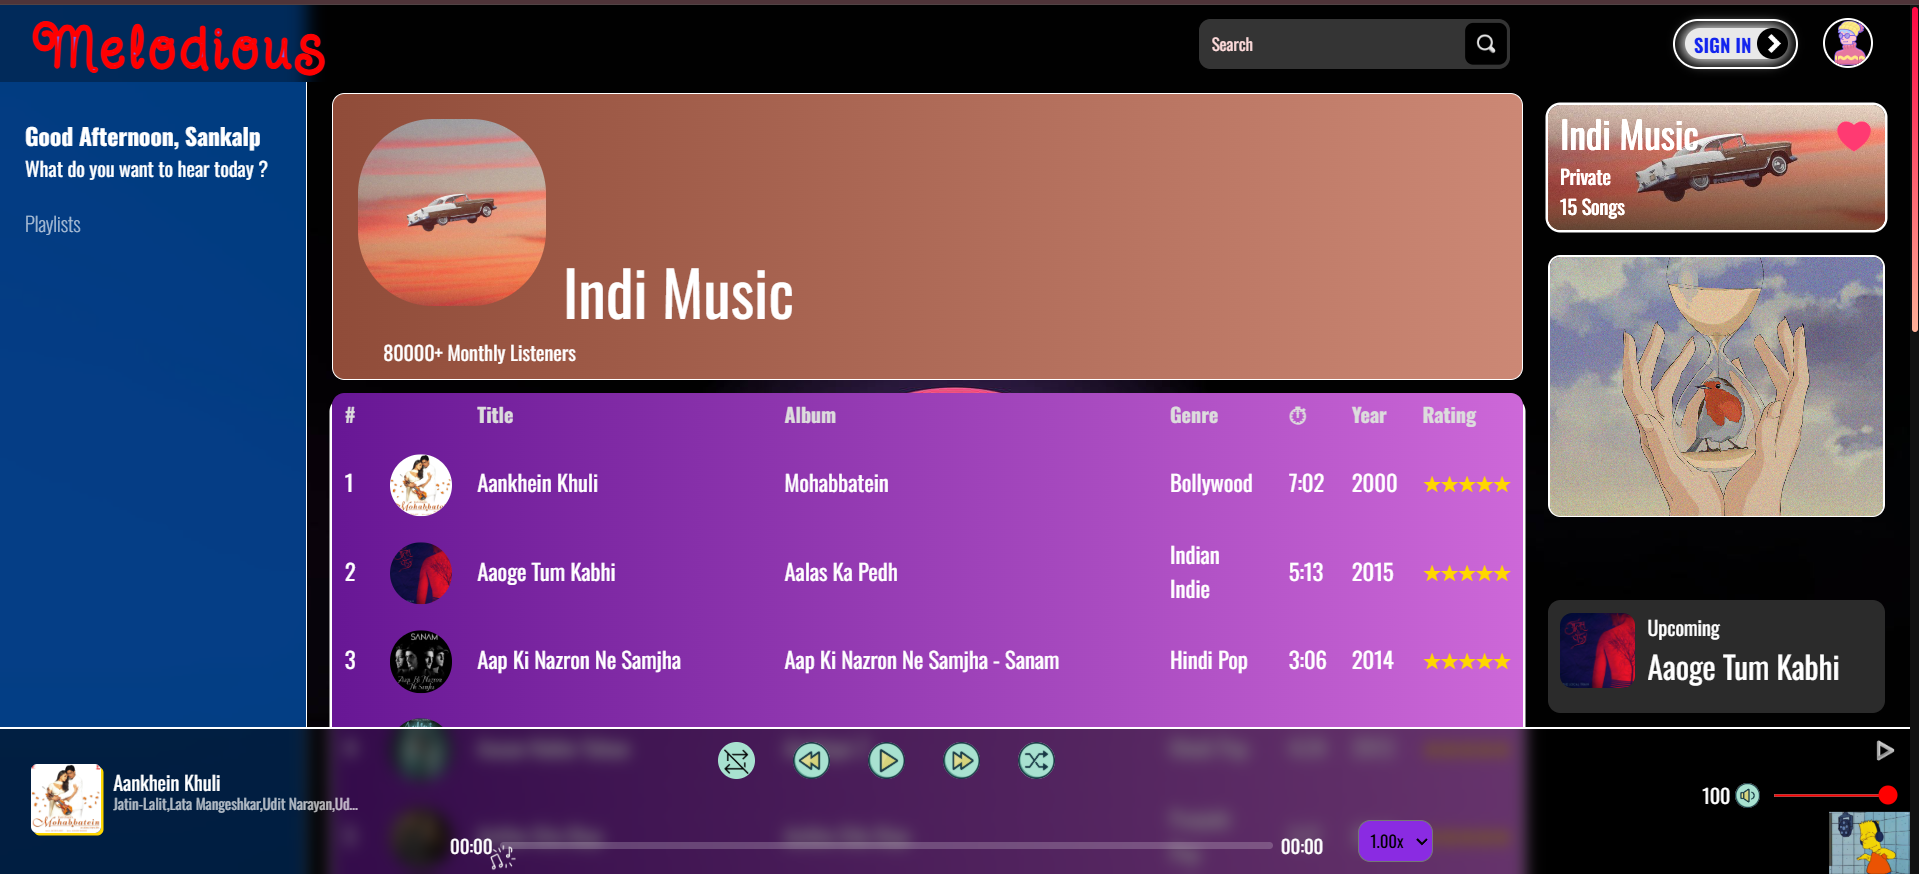 Melodious
Search
SIGN IN
Good Afternoon, Sankalp
What do you want to hear today ?
Playlists
Indi Music
80000+ Monthly Listeners
Indi Music
Private
15 Songs
# Title Album Genre ⏱ Year Rating
1 Aankhein Khuli Mohabbatein Bollywood 7:02 2000 ★★★★★
2 Aaoge Tum Kabhi Aalas Ka Pedh Indian Indie 5:13 2015 ★★★★★
SANAM
3 Aap Ki Nazron Ne Samjha Aap Ki Nazron Ne Samjha - Sanam Hindi Pop 3:06 2014 ★★★★★
Upcoming
Aaoge Tum Kabhi
Mohabbatein
Aankhein Khuli
Jatin-Lalit,Lata Mangeshkar,Udit Narayan,Ud...
00:00
00:00
1.00x
100